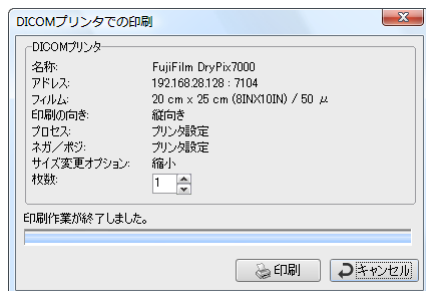 DICOMプリンタでの印刷
DICOMプリンタ
名称: FujiFilm DryPix7000
アドレス: 192.168.28.128 : 7104
フィルム: 20 cm x 25 cm (8INX10IN) / 50 μ
印刷の向き: 縦向き
プロセス: プリンタ設定
ネガ／ポジ: プリンタ設定
サイズ変更オプション: 縮小
枚数: 1
印刷作業が終了しました。
印刷 キャンセル